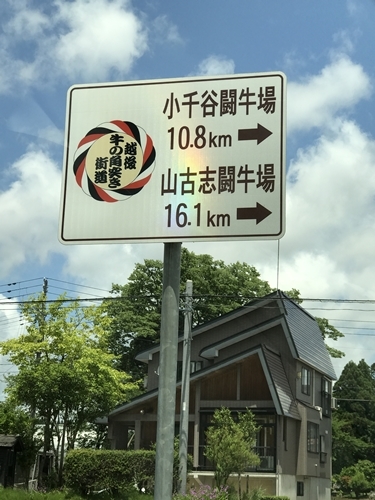 越後
牛の角突き
街道
小千谷闘牛場
10.8km →
山古志闘牛場
16.1km →